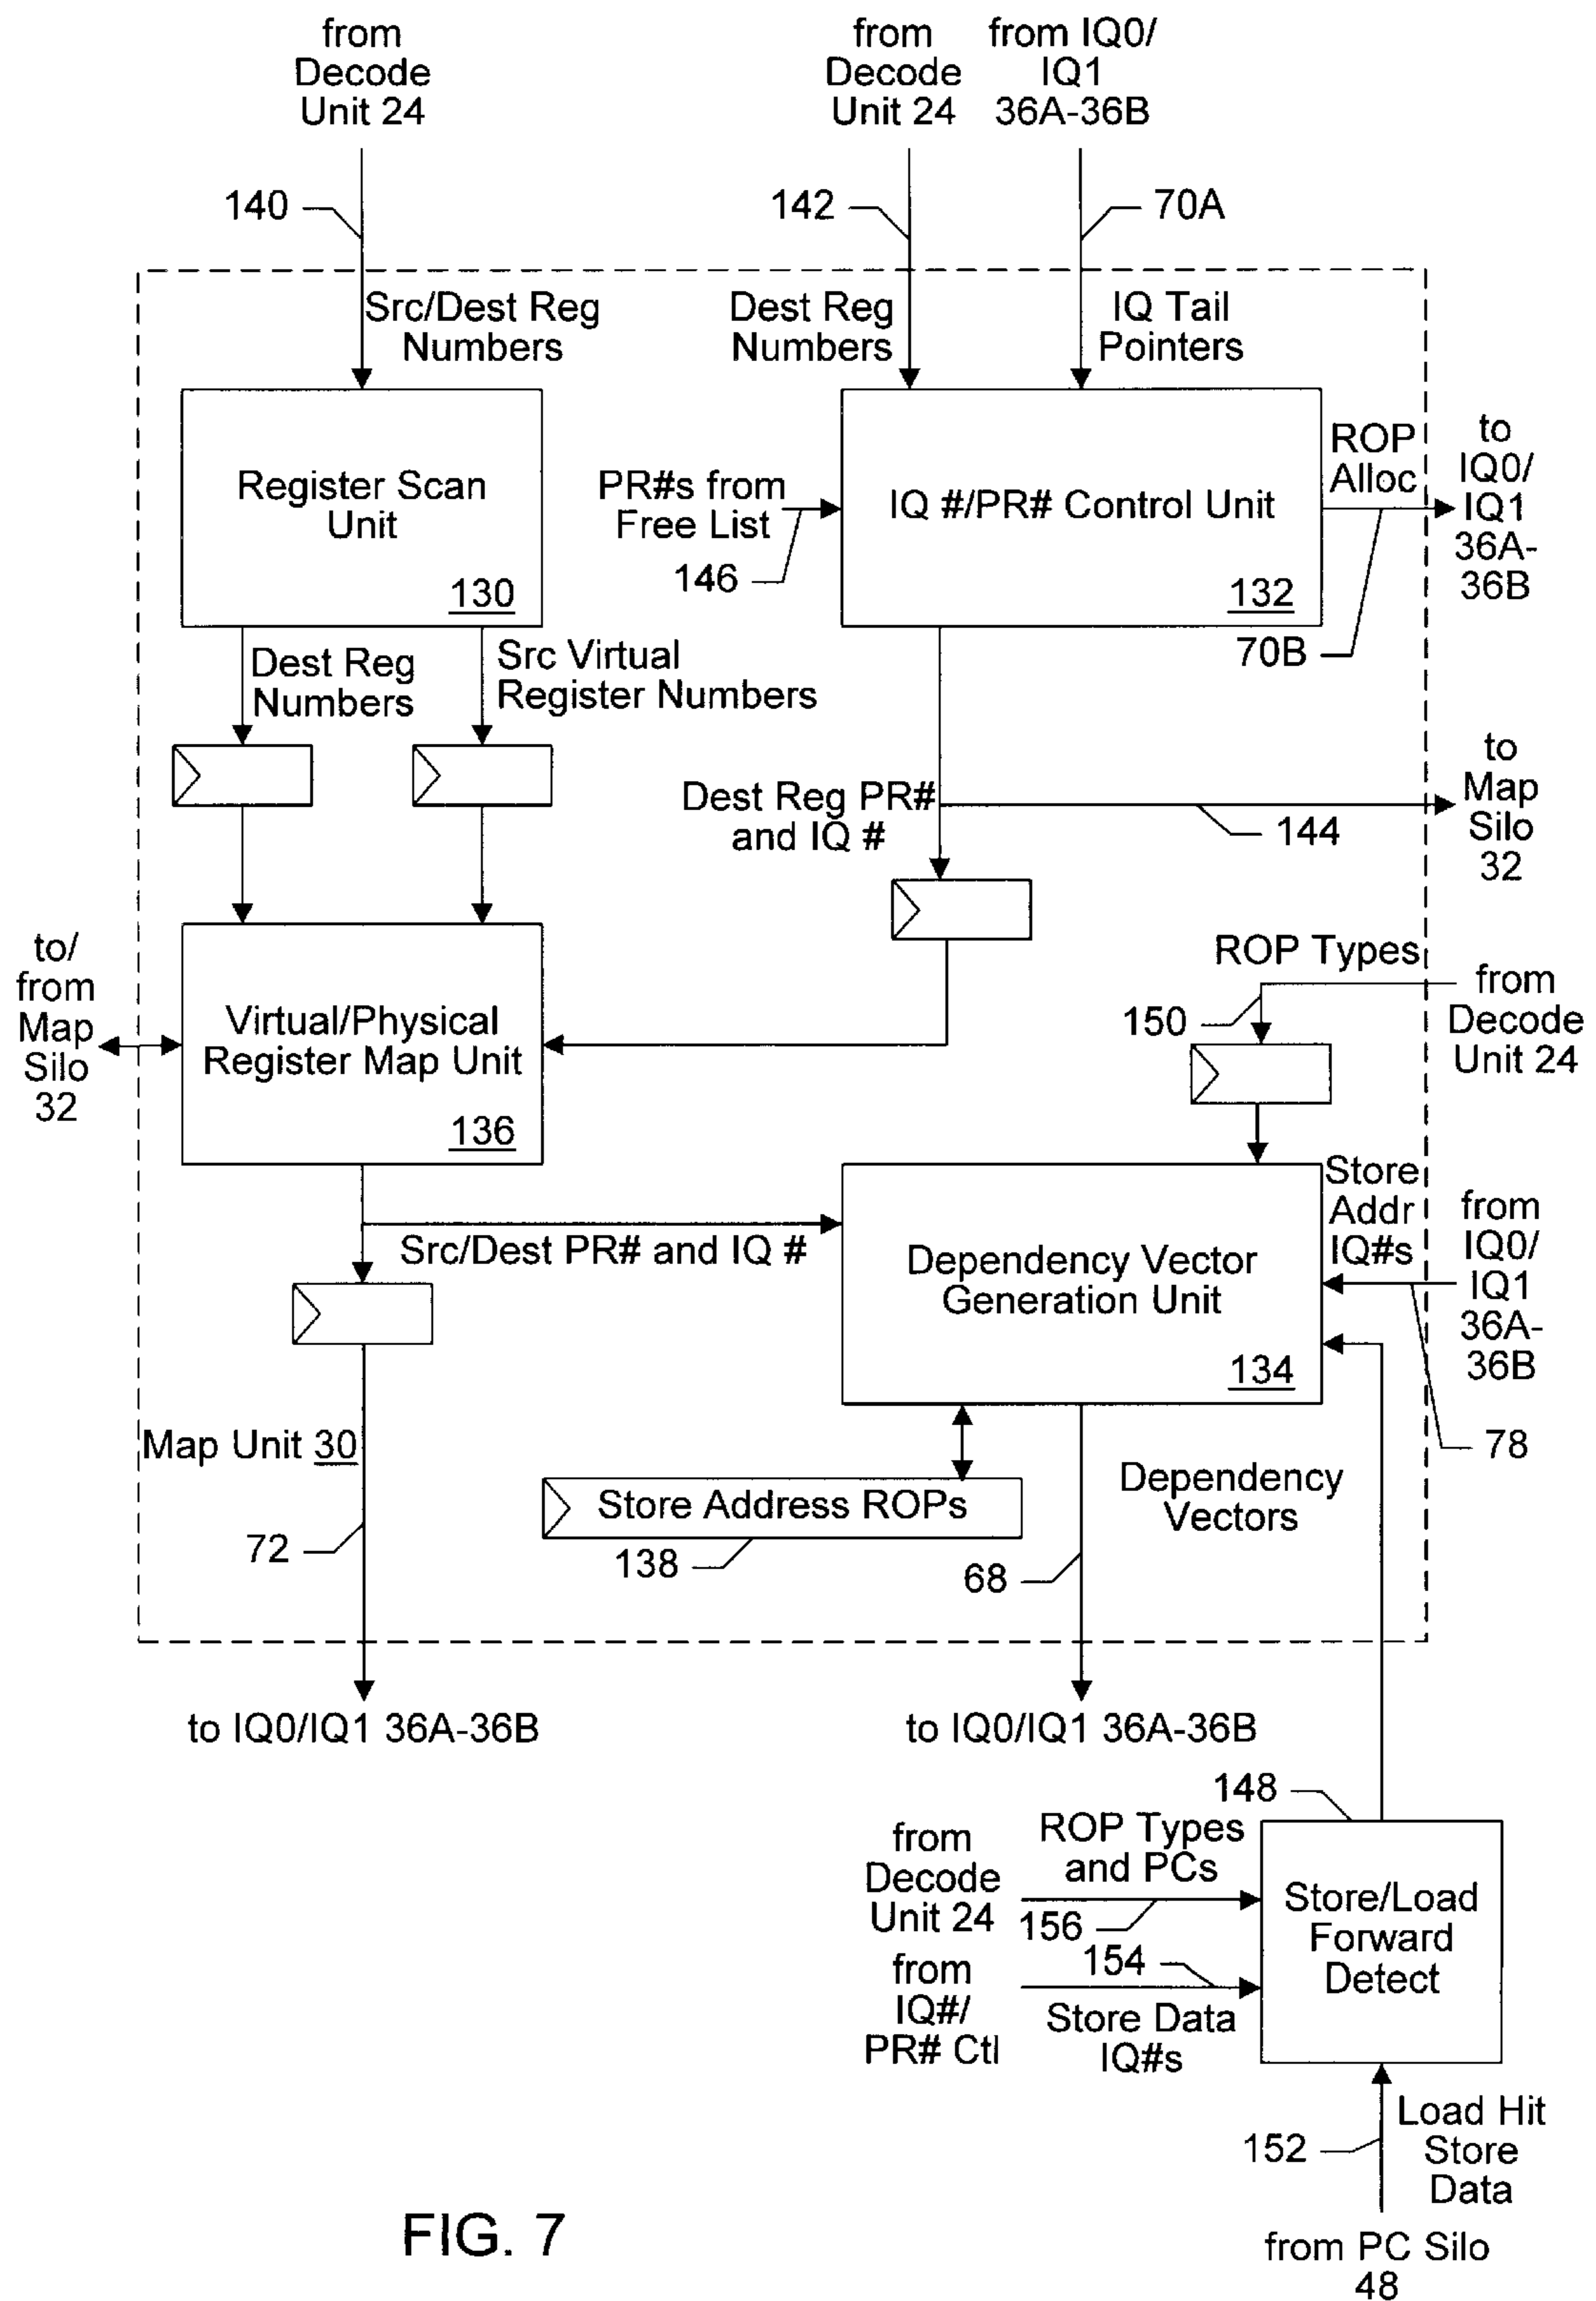 from
Decode
Unit 24
from
Decode
Unit 24
from IQ0/
IQ1
36A-36B
140
142
70A
Src/Dest Reg
Numbers
Dest Reg
Numbers
IQ Tail
Pointers
Register Scan
Unit
130
PR#s from
Free List
146
IQ #/PR# Control Unit
132
ROP
Alloc
to
IQ0/
IQ1
36A-
36B
70B
Dest Reg
Numbers
Src Virtual
Register Numbers
Dest Reg PR#
and IQ #
144
to
Map
Silo
32
to/
from
Map
Silo
32
Virtual/Physical
Register Map Unit
136
ROP Types
150
from
Decode
Unit 24
Src/Dest PR# and IQ #
Dependency Vector
Generation Unit
134
Store
Addr
IQ#s
from
IQ0/
IQ1
36A-
36B
78
Map Unit 30
72
Store Address ROPs
138
Dependency
Vectors
68
to IQ0/IQ1 36A-36B
to IQ0/IQ1 36A-36B
148
from
Decode
Unit 24
ROP Types
and PCs
156
154
from
IQ#/
PR# Ctl
Store Data
IQ#s
Store/Load
Forward
Detect
152
Load Hit
Store
Data
from PC Silo
48
FIG. 7